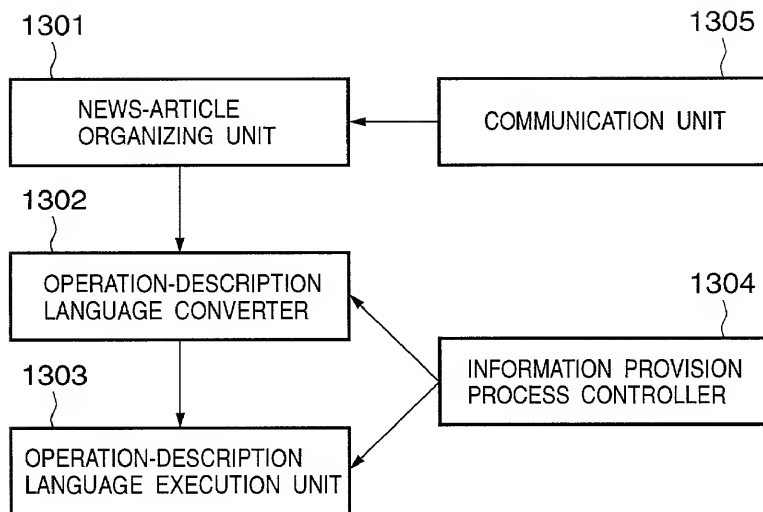 1301
NEWS-ARTICLE
ORGANIZING UNIT
1305
COMMUNICATION UNIT
1302
OPERATION-DESCRIPTION
LANGUAGE CONVERTER
1304
INFORMATION PROVISION
PROCESS CONTROLLER
1303
OPERATION-DESCRIPTION
LANGUAGE EXECUTION UNIT